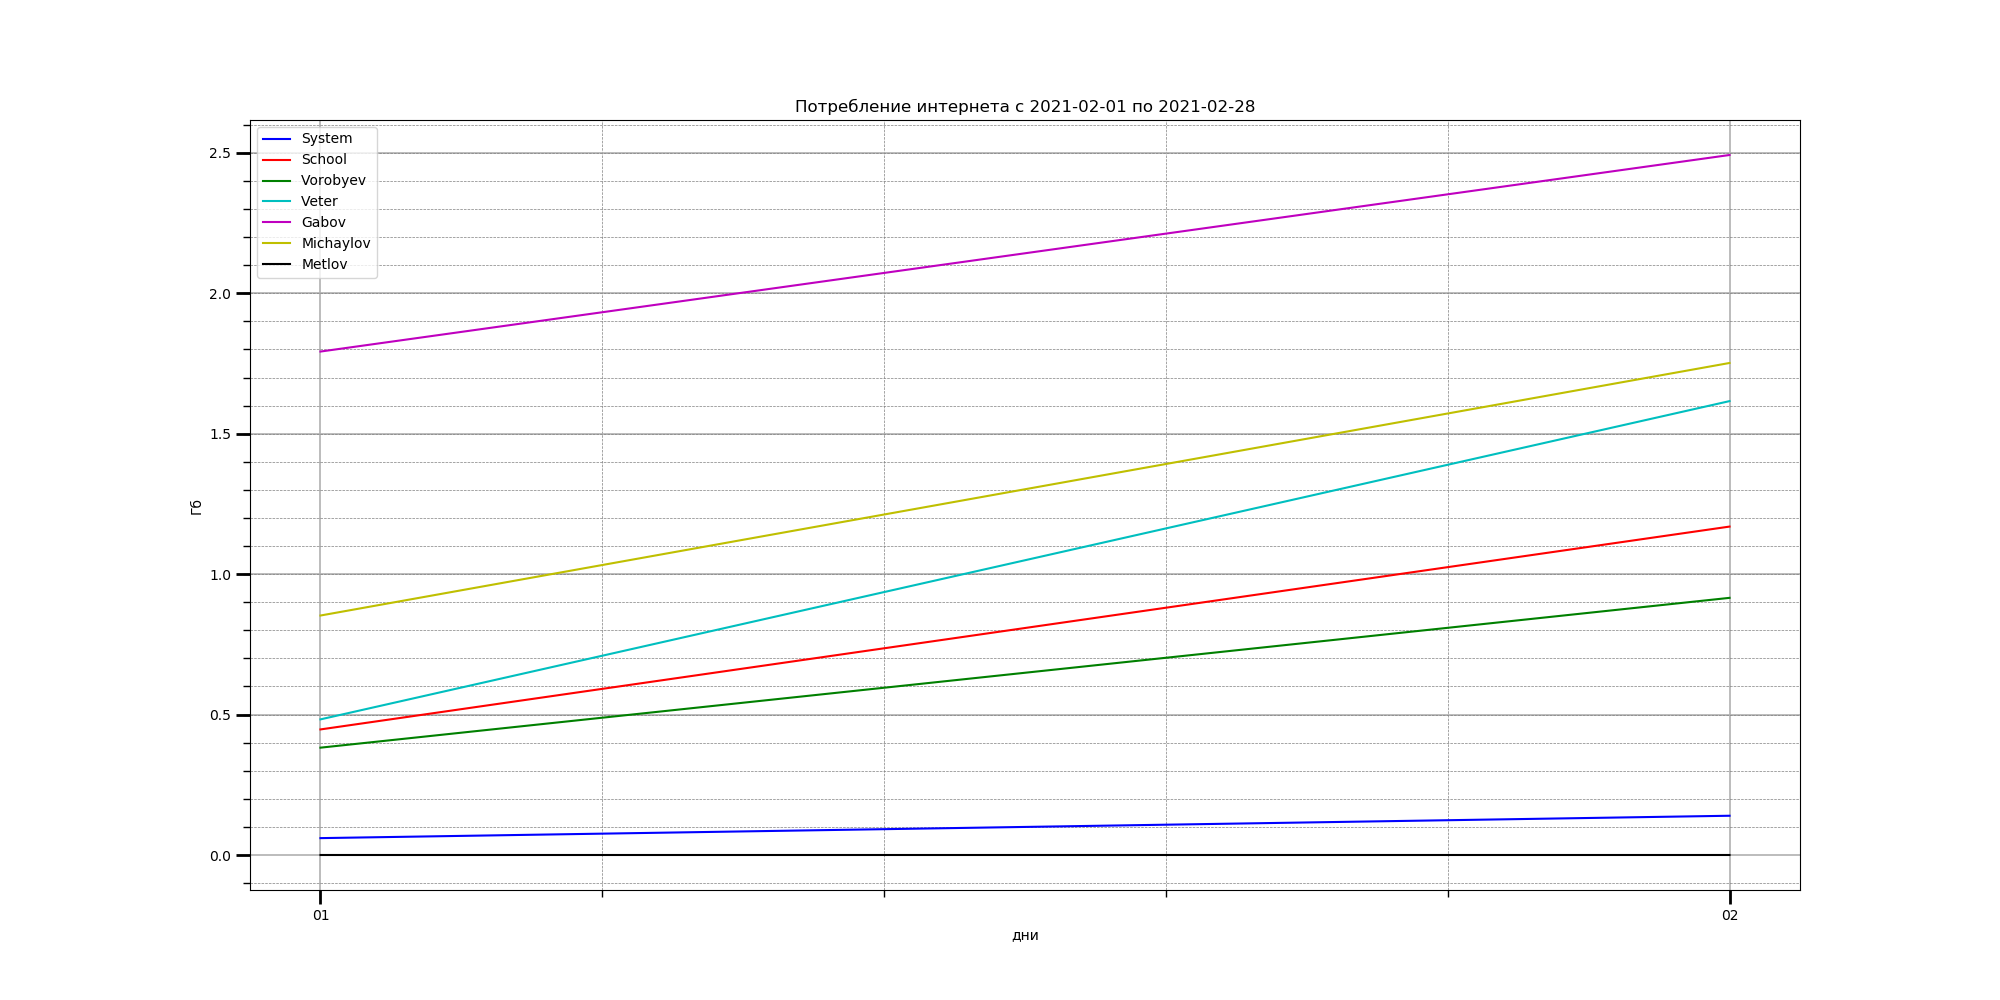 Потребление интернета с 2021-02-01 по 2021-02-28
System
School
Vorobyev
Veter
Gabov
Michaylov
Metlov
2.5
2.0
1.5
1.0
0.5
0.0
Гб
01 02
дни